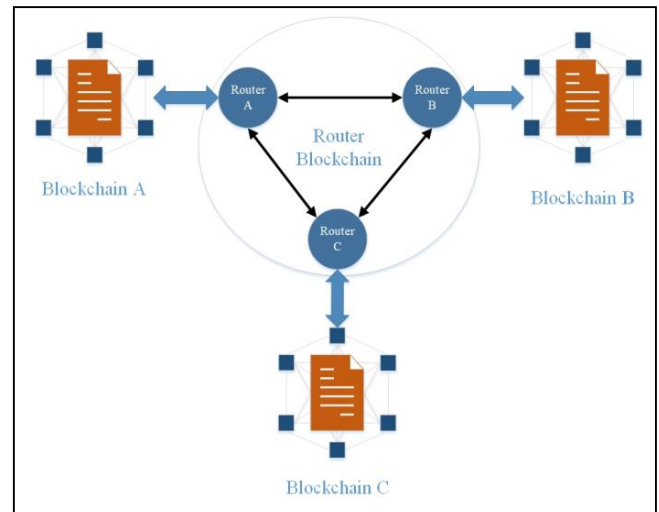 Router
A
Router
B
Router
Blockchain
Blockchain A
Blockchain B
Router
C
Blockchain C